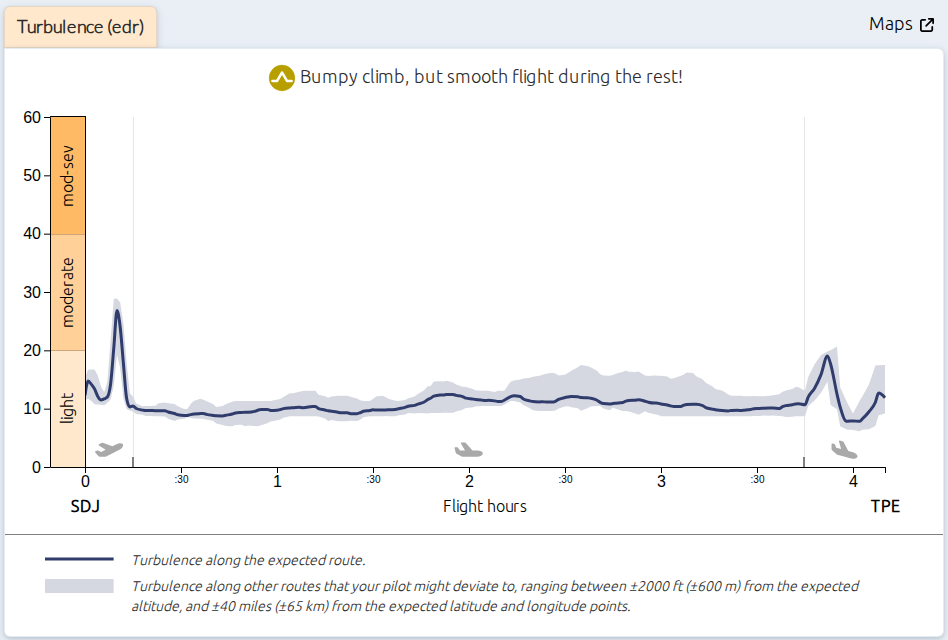 Turbulence (edr)
Maps
Bumpy climb, but smooth flight during the rest!
60
50
40
30
20
10
0
mod-sev
moderate
light
0 :30 1 :30 2 :30 3 :30 4
SDJ Flight hours TPE
Turbulence along the expected route.
Turbulence along other routes that your pilot might deviate to, ranging between ±2000 ft (±600 m) from the expected
altitude, and ±40 miles (±65 km) from the expected latitude and longitude points.